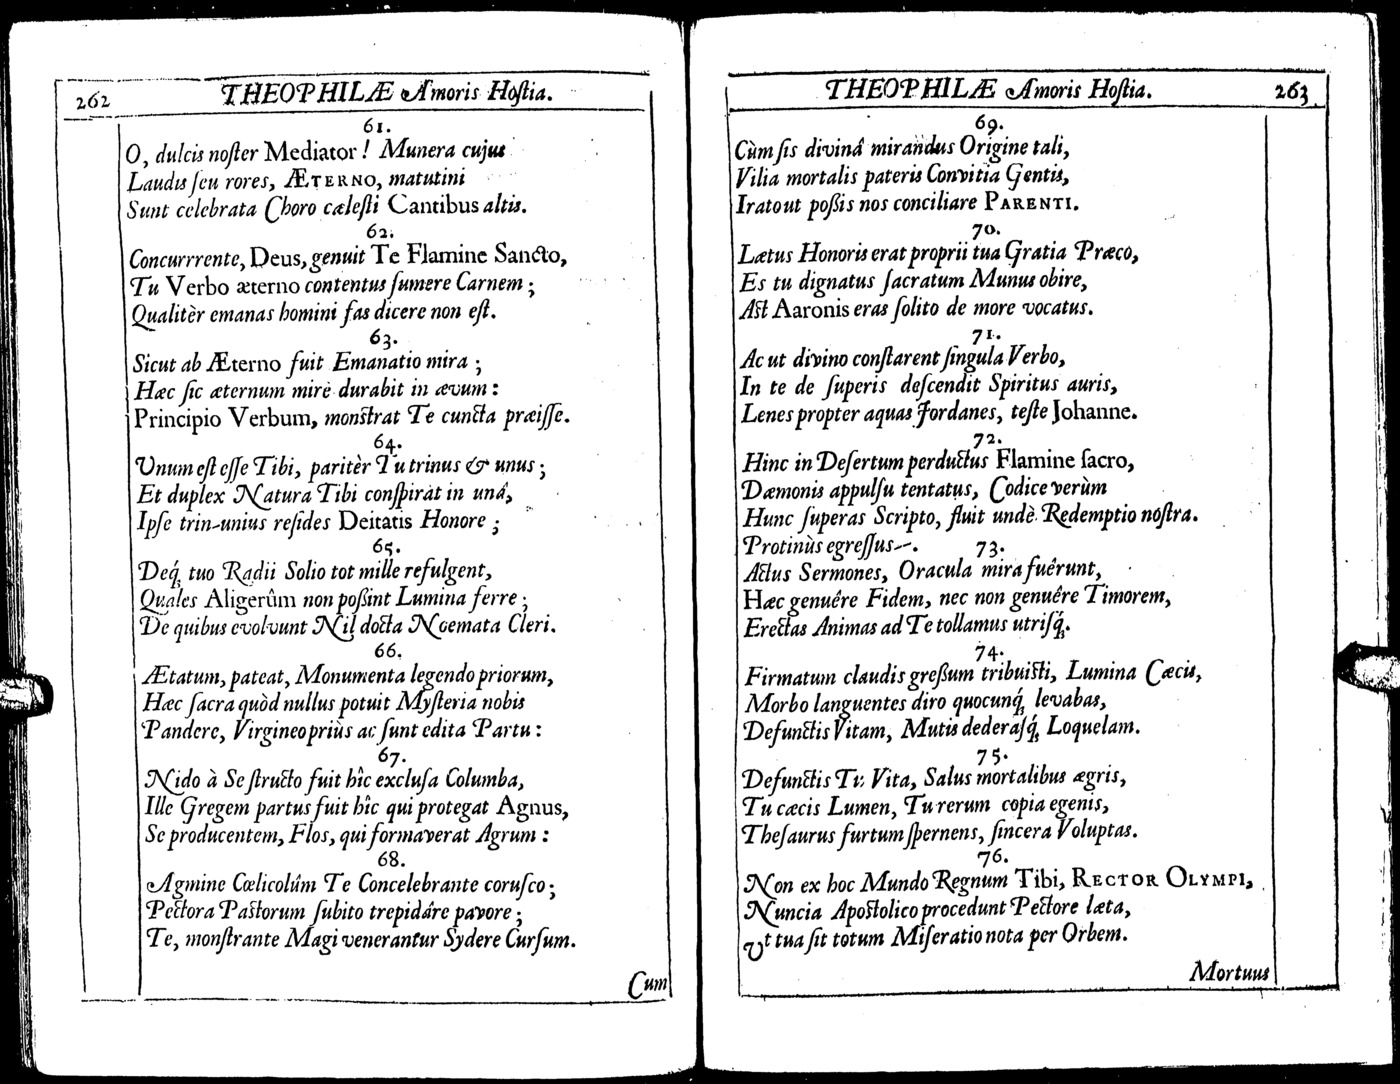 262 THEOPHILÆ Amoris Hoſtia.
61.
O, dulcis noſter Mediator! Munera cujus
Laudis ſeu rores, ÆTERNO, matutini
Sunt celebrata Choro cæleſti Cantibus altis.
62.
Concurrrente, Deus, genuit Te Flamine Sancto,
Tu Verbo æterno contentus ſumere Carnem;
Qualitèr emanas homini fas dicere non eſt.
63.
Sicut ab Æterno fuit Emanatio mira;
Hæc ſic æternum mirè durabit in ævum:
Principio Verbum, monſtrat Te cuncta præiſſe.
64.
Unum eſt eſſe Tibi, paritèr Tu trinus & unus;
Et duplex Natura Tibi conſpirat in unâ,
Ipſe trin-unius reſides Deitatis Honore;
65.
Deq́ tuo Radii Solio tot mille refulgent,
Quales Aligerûm non poßint Lumina ferre;
De quibus evolvunt Nil docta Noemata Cleri.
66.
Ætatum, pateat, Monumenta legendo priorum,
Hæc ſacra quòd nullus potuit Myſteria nobis
Pandere, Virgineo priùs ac ſunt edita Partu:
67.
Nido à Se ſtructo fuit hîc excluſa Columba,
Ille Gregem partus fuit hîc qui protegat Agnus,
Se producentem, Flos, qui formaverat Agrum:
68.
Agmine Cœlicolûm Te Concelebrante coruſco;
Pectora Paſtorum ſubito trepidâre pavore;
Te, monſtrante Magi venerantur Sydere Curſum.
Cum
THEOPHILÆ Amoris Hoſtia. 263
69.
Cùm ſis divinâ mirandus Origine tali,
Vilia mortalis pateris Convitia Gentis,
Irato ut poßis nos conciliare PARENTI.
70.
Lætus Honoris erat proprii tua Gratia Præco,
Es tu dignatus ſacratum Munus obire,
Aſt Aaronis eras ſolito de more vocatus.
71.
Ac ut divino conſtarent ſingula Verbo,
In te de ſuperis deſcendit Spiritus auris,
Lenes propter aquas Jordanes, teſte Johanne.
72.
Hinc in Deſertum perductus Flamine ſacro,
Dæmonis appulſu tentatus, Codice verùm
Hunc ſuperas Scripto, fluit undè Redemptio noſtra.
Protinùs egreſſus--. 73.
Actus Sermones, Oracula mira fuêrunt,
Hæc genuêre Fidem, nec non genuêre Timorem,
Erectas Animas ad Te tollamus utriſq́.
74.
Firmatum claudis greßum tribuiſti, Lumina Cæcis,
Morbo languentes diro quocunq́ levabas,
Defunctis Vitam, Mutis dederáſq́ Loquelam.
75.
Defunctis Tu Vita, Salus mortalibus ægris,
Tu cæcis Lumen, Tu rerum copia egenis,
Theſaurus furtum ſpernens, ſincera Voluptas.
76.
Non ex hoc Mundo Regnum Tibi, RECTOR OLYMPI,
Nuncia Apoſtolico procedunt Pectore læta,
Ut tua ſit totum Miſeratio nota per Orbem.
Mortuus